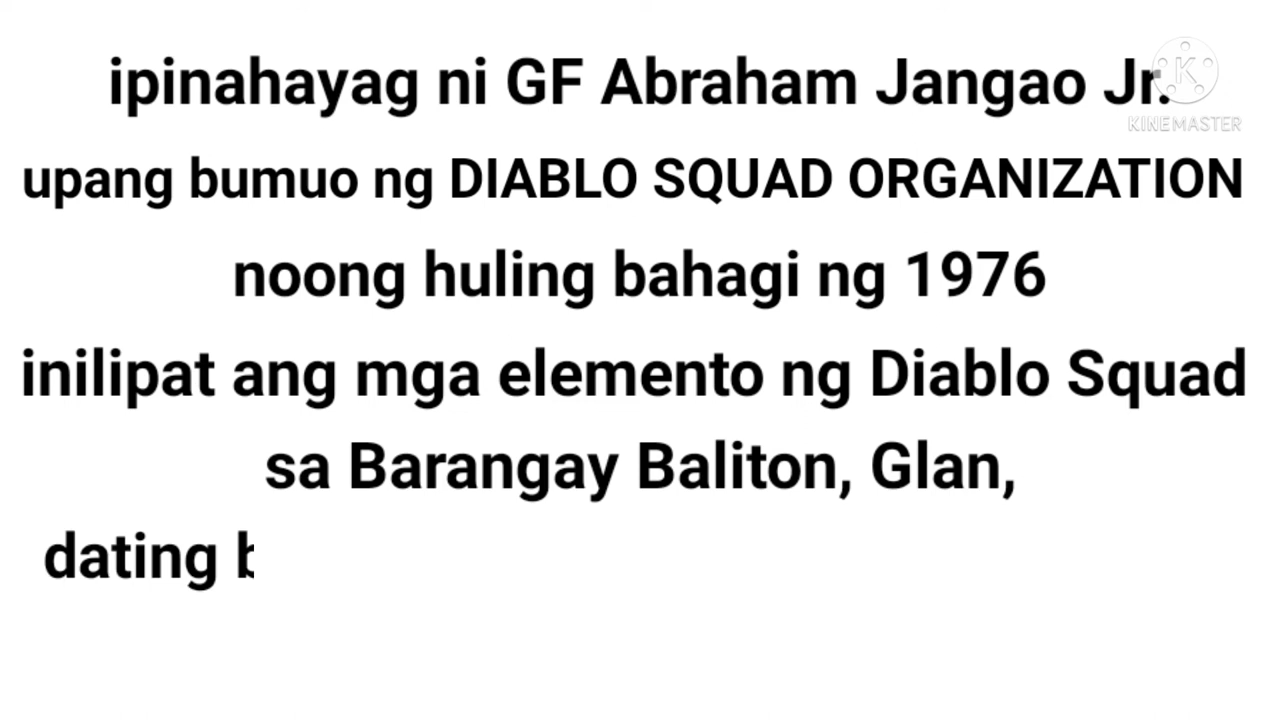 ipinahayag ni GF Abraham Jangao Jr.
KINEMASTER
upang bumuo ng DIABLO SQUAD ORGANIZATION
noong huling bahagi ng 1976
inilipat ang mga elemento ng Diablo Squad
sa Barangay Baliton, Glan,
dating